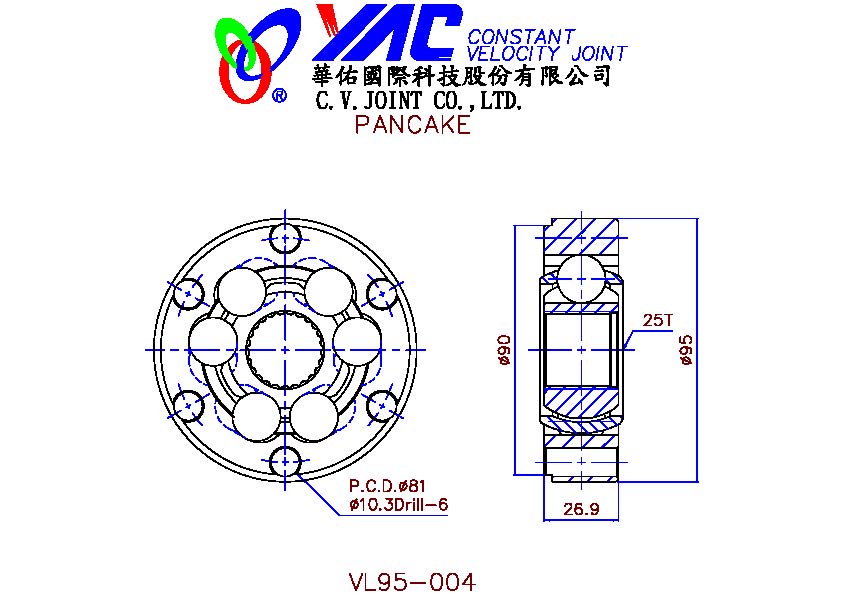 YAC CONSTANT
VELOCITY JOINT
®
華佑國際科技股份有限公司
C.V.JOINT CO.,LTD.
PANCAKE
ø90
25T
ø95
P.C.D.ø81
ø10.3Drill-6
26.9
VL95-004